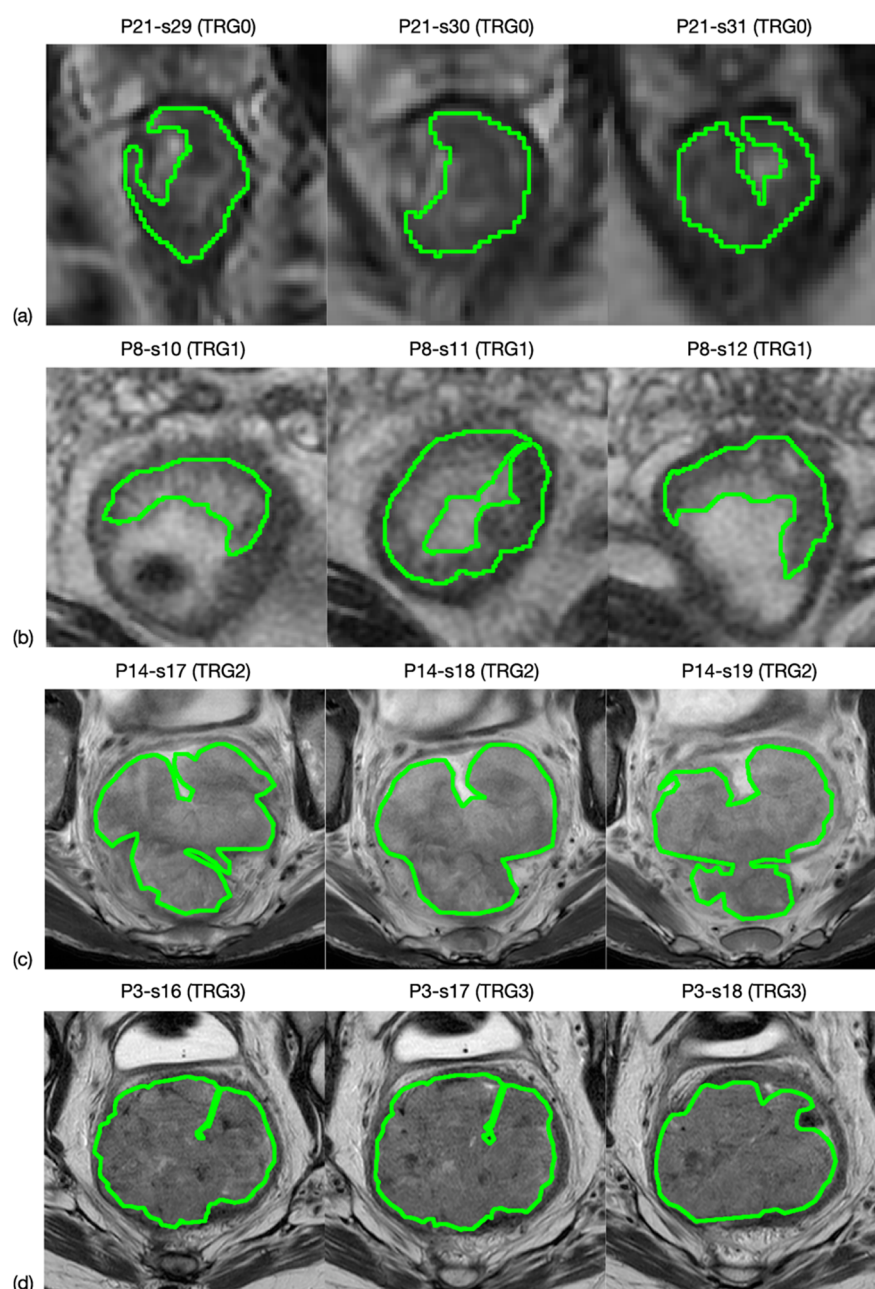 P21-s29 (TRG0) P21-s30 (TRG0) P21-s31 (TRG0)
(a)
P8-s10 (TRG1) P8-s11 (TRG1) P8-s12 (TRG1)
(b)
P14-s17 (TRG2) P14-s18 (TRG2) P14-s19 (TRG2)
(c)
P3-s16 (TRG3) P3-s17 (TRG3) P3-s18 (TRG3)
(d)